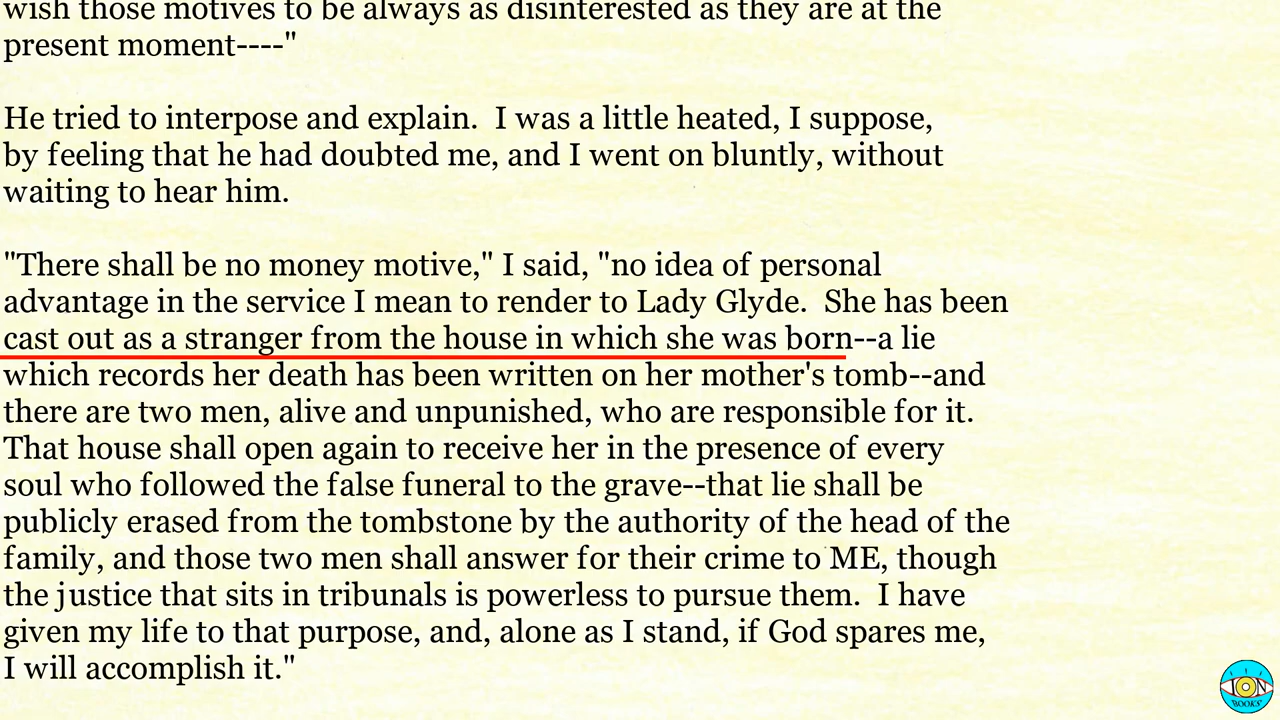 wish those motives to be always as disinterested as they are at the
present moment----"
He tried to interpose and explain.  I was a little heated, I suppose,
by feeling that he had doubted me, and I went on bluntly, without
waiting to hear him.
"There shall be no money motive," I said, "no idea of personal
advantage in the service I mean to render to Lady Glyde.  She has been
cast out as a stranger from the house in which she was born--a lie
which records her death has been written on her mother's tomb--and
there are two men, alive and unpunished, who are responsible for it.
That house shall open again to receive her in the presence of every
soul who followed the false funeral to the grave--that lie shall be
publicly erased from the tombstone by the authority of the head of the
family, and those two men shall answer for their crime to ME, though
the justice that sits in tribunals is powerless to pursue them.  I have
given my life to that purpose, and, alone as I stand, if God spares me,
I will accomplish it."
ION
BOOKS